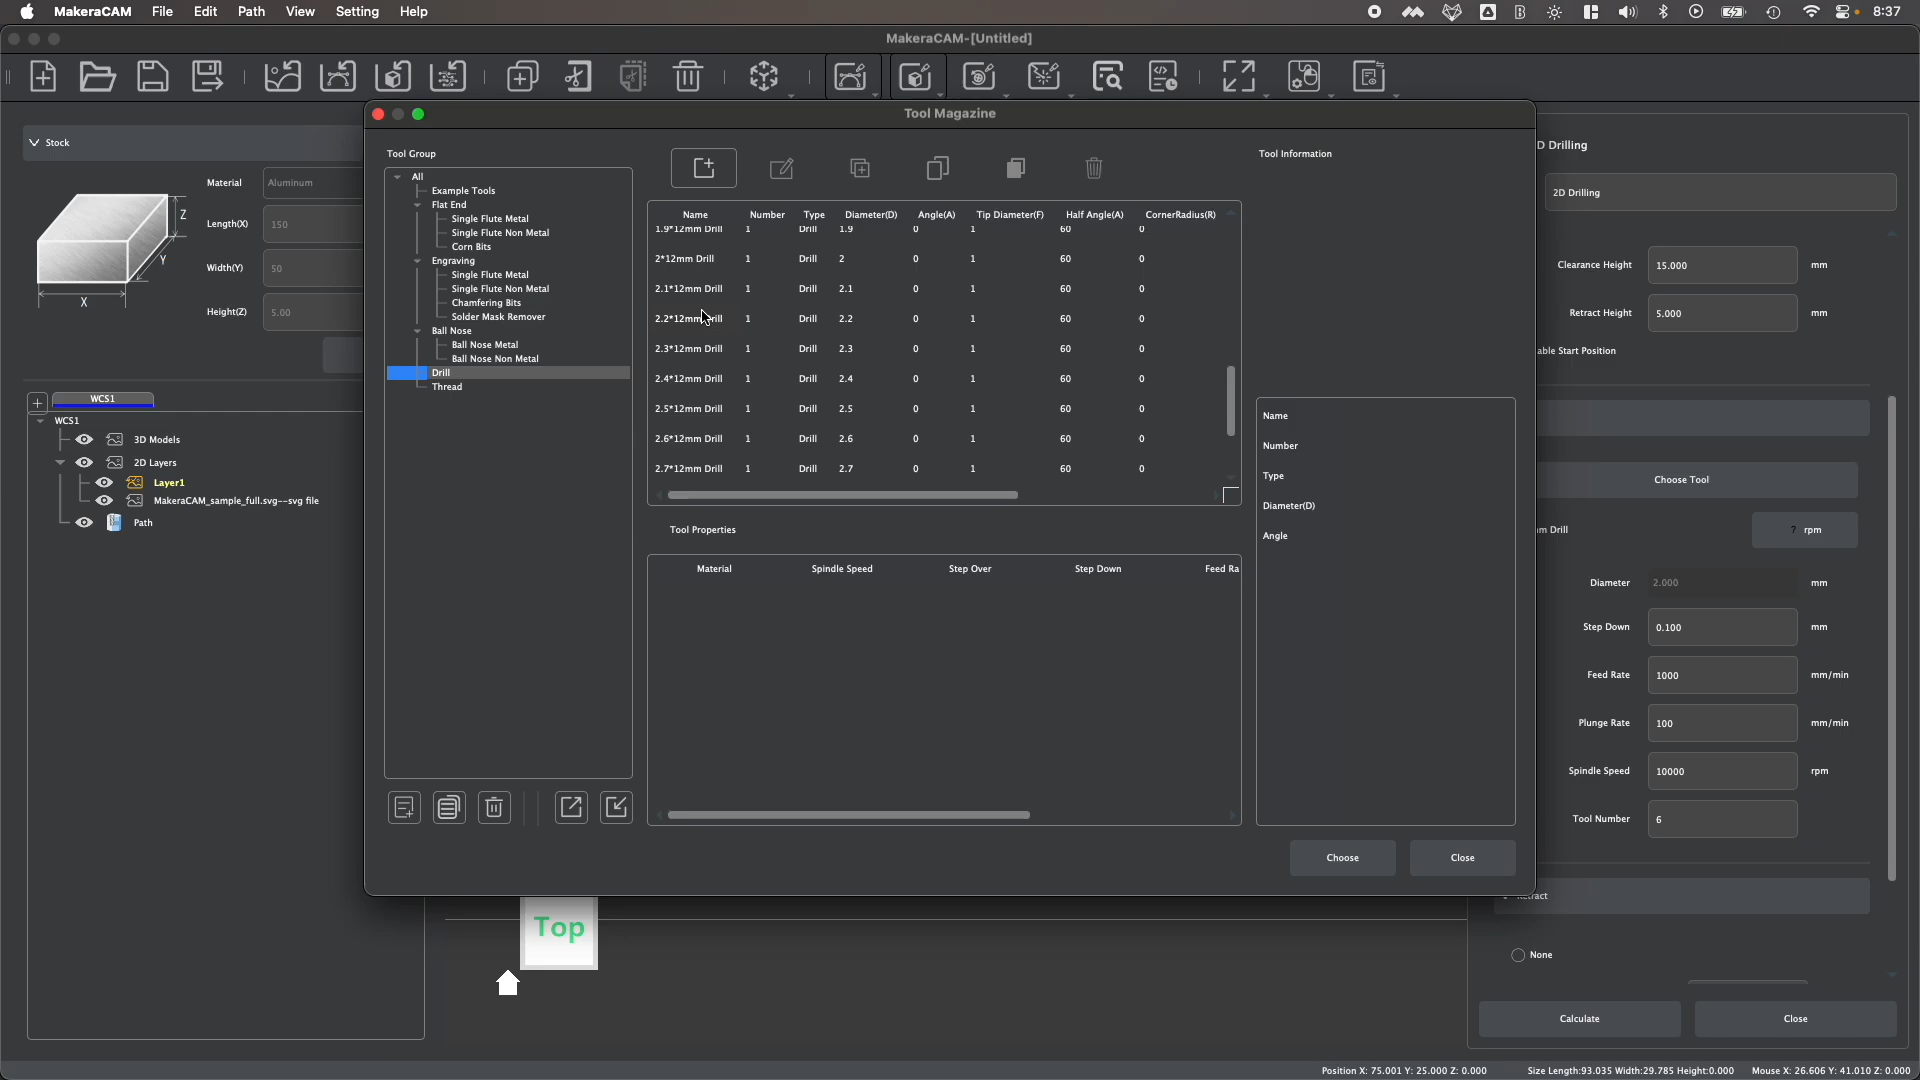 MakeraCAM File Edit Path View Setting Help 8:37
MakeraCAM-[Untitled]
Tool Magazine
Stock
Material Aluminum
Length(X) 150
Width(Y) 50
Height(Z) 5.00
X
Y
Z
WCS1
WCS1
3D Models
2D Layers
Layer1
MakeraCAM_sample_full.svg--svg file
Path
Tool Group
All
Example Tools
Flat End
Single Flute Metal
Single Flute Non Metal
Corn Bits
Engraving
Single Flute Metal
Single Flute Non Metal
Chamfering Bits
Solder Mask Remover
Ball Nose
Ball Nose Metal
Ball Nose Non Metal
Drill
Thread
Name Number Type Diameter(D) Angle(A) Tip Diameter(F) Half Angle(A) CornerRadius(R)
1.9*12mm Drill 1 Drill 1.9 0 1 60 0
2*12mm Drill 1 Drill 2 0 1 60 0
2.1*12mm Drill 1 Drill 2.1 0 1 60 0
2.2*12mm Drill 1 Drill 2.2 0 1 60 0
2.3*12mm Drill 1 Drill 2.3 0 1 60 0
2.4*12mm Drill 1 Drill 2.4 0 1 60 0
2.5*12mm Drill 1 Drill 2.5 0 1 60 0
2.6*12mm Drill 1 Drill 2.6 0 1 60 0
2.7*12mm Drill 1 Drill 2.7 0 1 60 0
Tool Properties
Material Spindle Speed Step Over Step Down Feed Ra
Tool Information
Name
Number
Type
Diameter(D)
Angle
Choose Close
D Drilling
2D Drilling
Clearance Height 15.000 mm
Retract Height 5.000 mm
able Start Position
Choose Tool
m Drill ? rpm
Diameter 2.000 mm
Step Down 0.100 mm
Feed Rate 1000 mm/min
Plunge Rate 100 mm/min
Spindle Speed 10000 rpm
Tool Number 6
Retract
None
Calculate Close
Top
Position X: 75.001 Y: 25.000 Z: 0.000 Size Length:93.035 Width:29.785 Height:0.000 Mouse X: 26.606 Y: 41.010 Z: 0.000